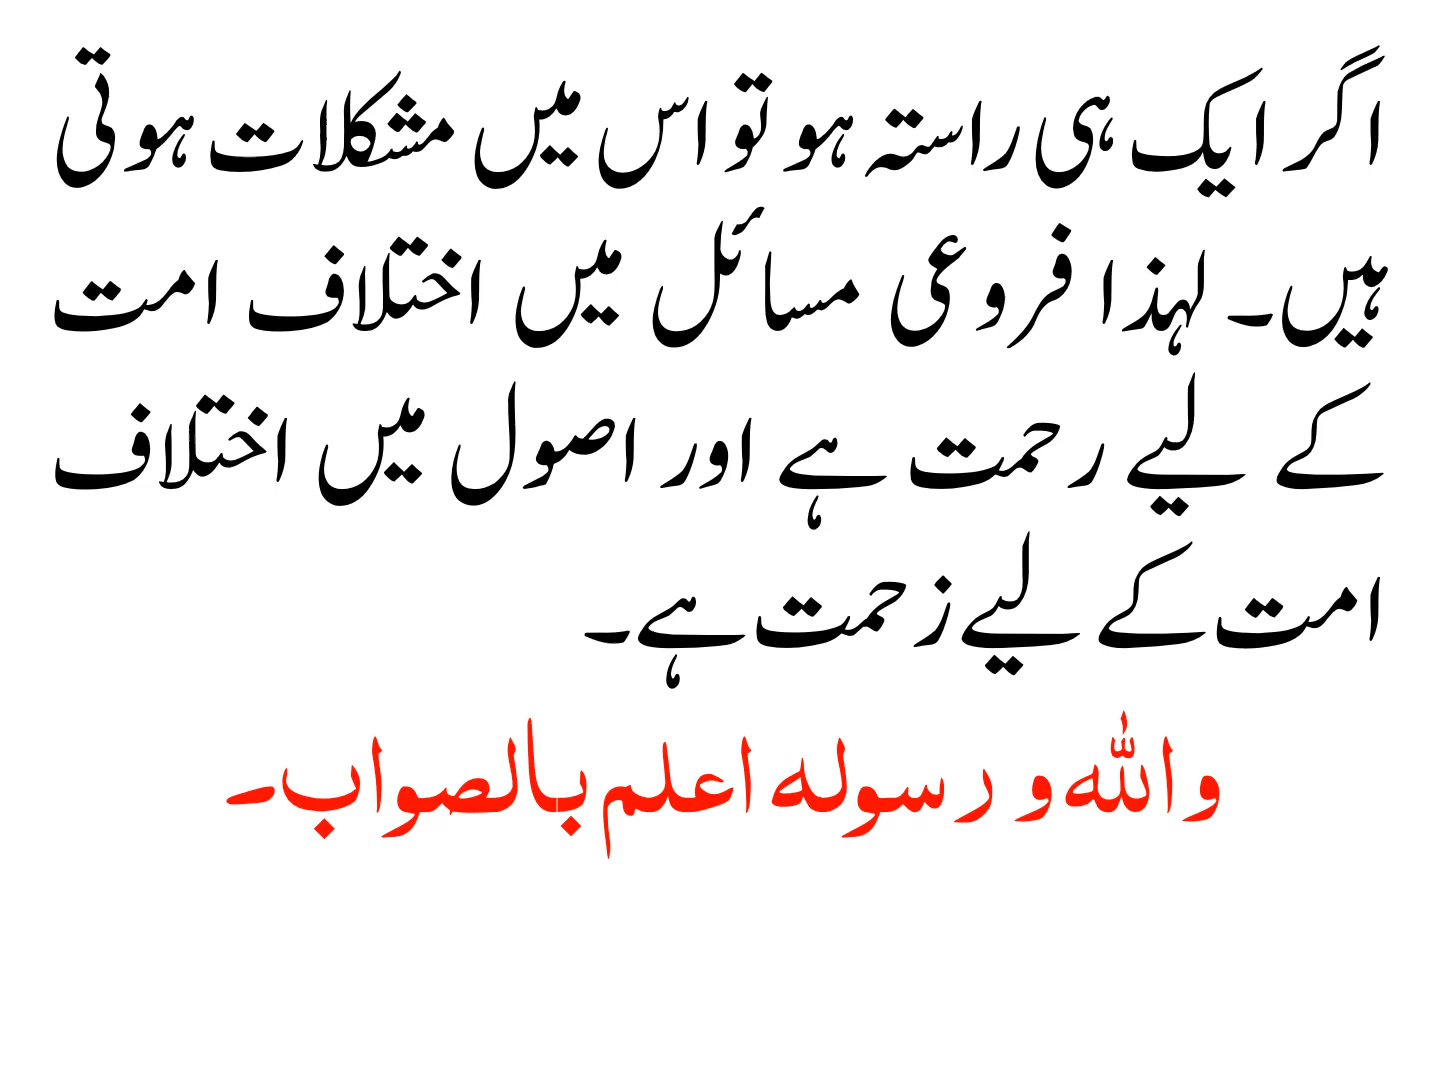 اگر ایک ہی راستہ ہو تو اس میں مشکلات ہوتی
ہیں۔ لہذا فروعی مسائل میں اختلاف امت
کے لیے رحمت ہے اور اصول میں اختلاف
امت کے لیے زحمت ہے۔
واللہ و رسولہ اعلم بالصواب۔